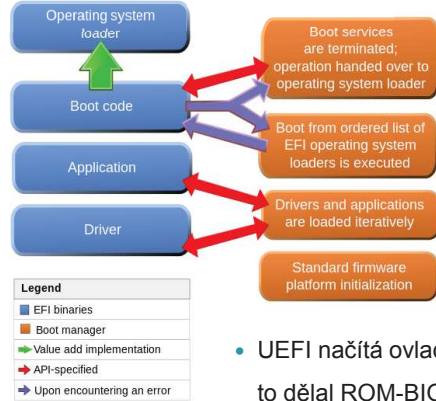 Operating system
loader
Boot code
Application
Driver
Boot services
are terminated;
operation handed over to
operating system loader
Boot from ordered list of
EFI operating system
loaders is executed
Drivers and applications
are loaded iteratively
Standard firmware
platform initialization
Legend
EFI binaries
Boot manager
Value add implementation
API-specified
Upon encountering an error
• UEFI načítá
to dělal ROM-BIO